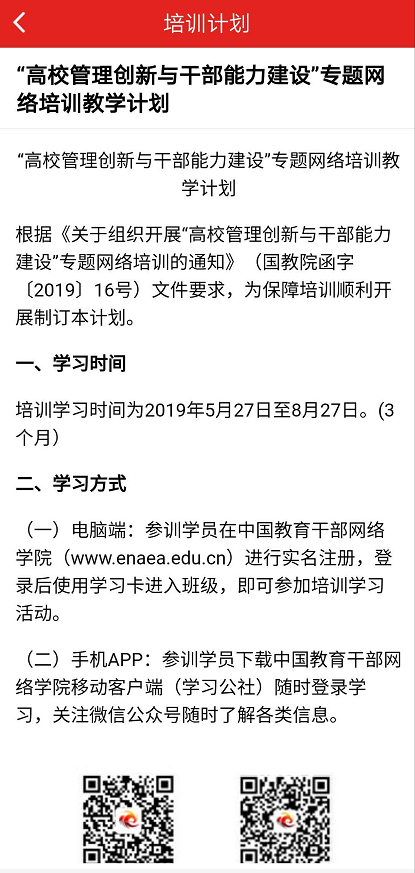 培训计划
“高校管理创新与干部能力建设”专题网
络培训教学计划
“高校管理创新与干部能力建设”专题网络培训教
学计划
根据《关于组织开展“高校管理创新与干部能力
建设”专题网络培训的通知》（国教院函字
〔2019〕16号）文件要求，为保障培训顺利开
展制订本计划。
一、学习时间
培训学习时间为2019年5月27日至8月27日。(3
个月）
二、学习方式
（一）电脑端：参训学员在中国教育干部网络
学院（www.enaea.edu.cn）进行实名注册，登
录后使用学习卡进入班级，即可参加培训学习
活动。
（二）手机APP：参训学员下载中国教育干部网
络学院移动客户端（学习公社）随时登录学
习，关注微信公众号随时了解各类信息。